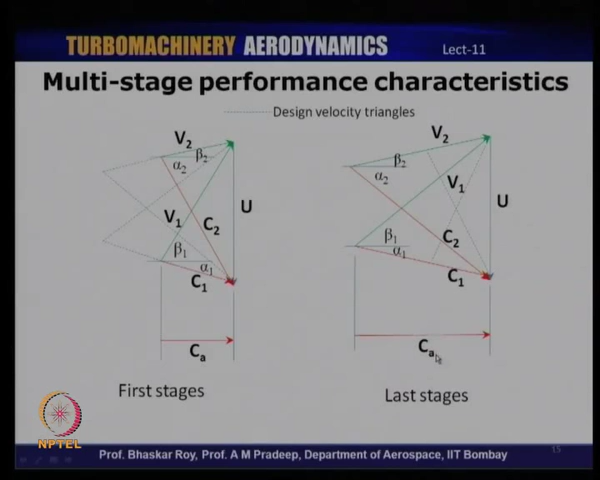 TURBOMACHINERY AERODYNAMICS Lect-11
Multi-stage performance characteristics
Design velocity triangles
V2 β2 α2 V1 C2 U β1 α1 C1
Ca
First stages
V2 β2 α2 V1 U C2 β1 α1 C1
Ca
Last stages
NPTEL
Prof. Bhaskar Roy, Prof. A M Pradeep, Department of Aerospace, IIT Bombay
15